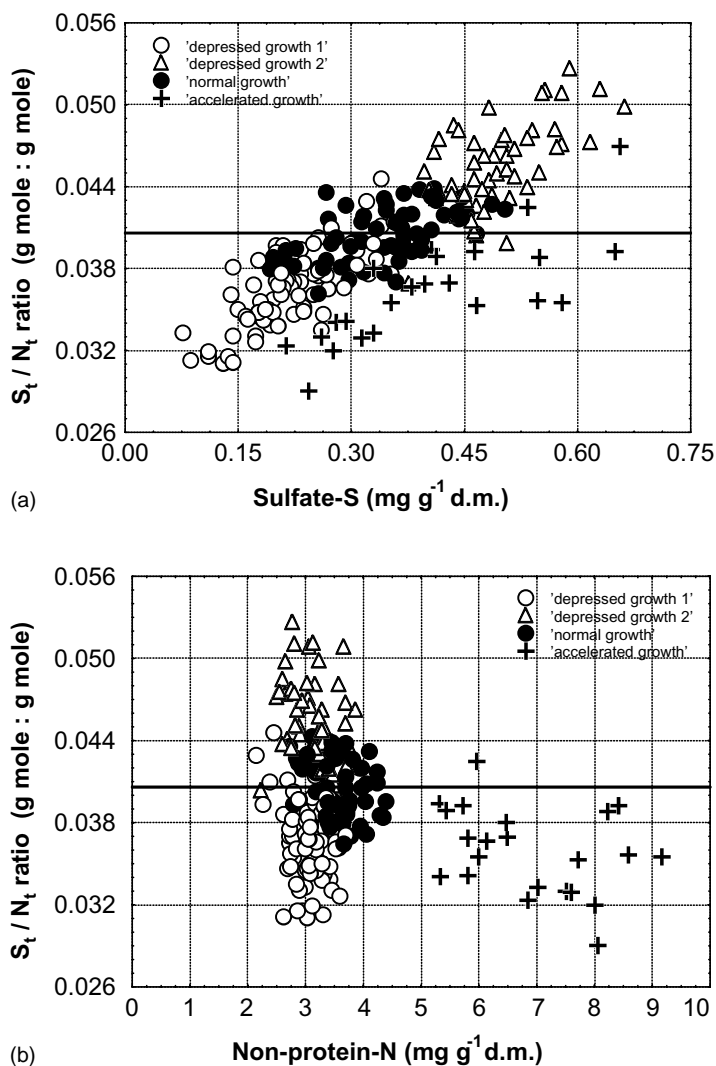 0.056
0.050
0.044
0.038
0.032
0.026
S_t / N_t ratio (g mole : g mole)
'depressed growth 1'
'depressed growth 2'
'normal growth'
'accelerated growth'
0.00 0.15 0.30 0.45 0.60 0.75
(a)
Sulfate-S (mg g^-1 d.m.)
0.056
0.050
0.044
0.038
0.032
0.026
S_t / N_t ratio (g mole : g mole)
'depressed growth 1'
'depressed growth 2'
'normal growth'
'accelerated growth'
0 1 2 3 4 5 6 7 8 9 10
(b)
Non-protein-N (mg g^-1 d.m.)